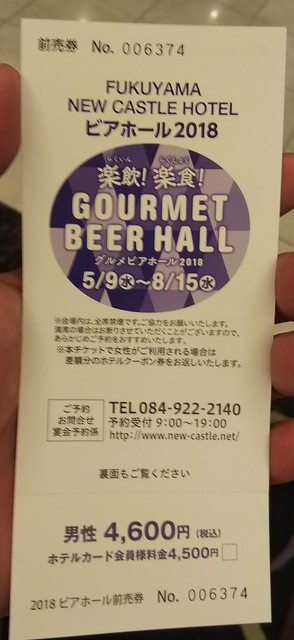 前売券 No. 006374
FUKUYAMA
NEW CASTLE HOTEL
ビアホール2018
らくいん らくしょく
楽飲!楽食!
GOURMET
BEER HALL
グルメビアホール2018
5/9㊌～8/15㊌
※会場内は、全席禁煙です。ご協力をお願いいたします。
満席の場合はお断りさせていただくことがございますので、
あらかじめのご予約をおすすめいたします。
※本チケットで女性がご利用される場合は
差額分のホテルクーポン券をお返しいたします。
ご予約
お問合せ
宴会予約係
TEL084-922-2140
予約受付 9:00～19:00
http://www.new-castle.net/
裏面もご覧ください
男性 4,600円(税込)
ホテルカード会員様料金4,500円
2018 ビアホール前売券 No. 006374